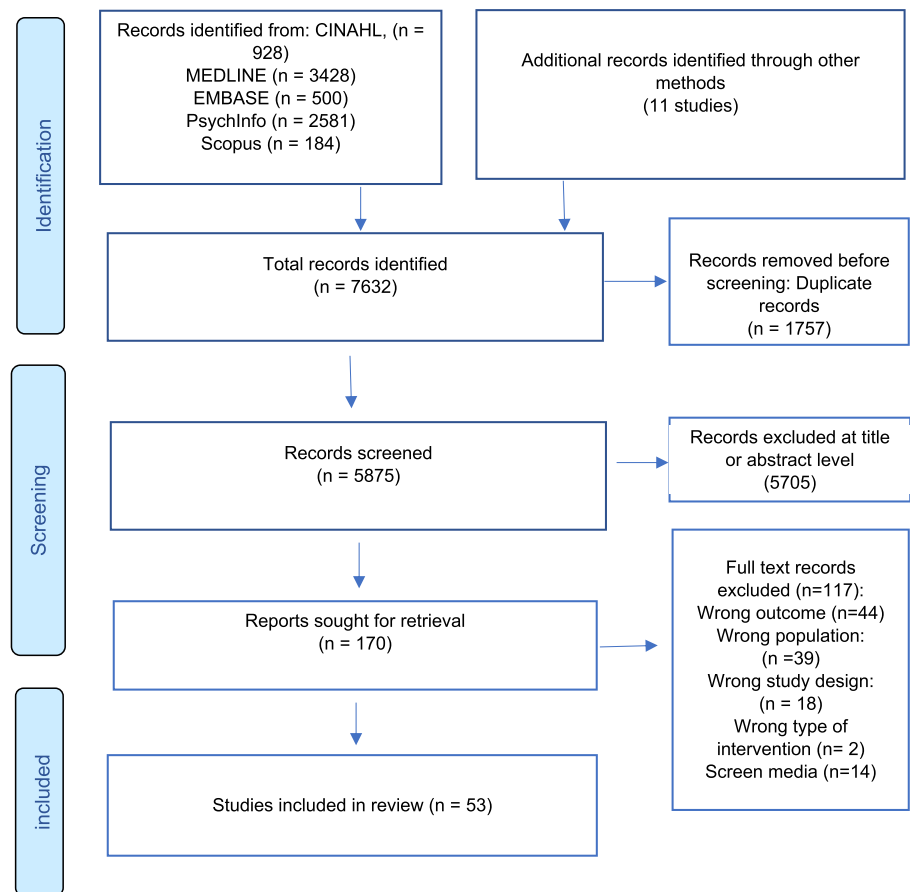 Identification
Records identified from: CINAHL, (n =
928)
MEDLINE (n = 3428)
EMBASE (n = 500)
PsychInfo (n = 2581)
Scopus (n = 184)
Additional records identified through other
methods
(11 studies)
Total records identified
(n = 7632)
Records removed before
screening: Duplicate
records
(n = 1757)
Screening
Records screened
(n = 5875)
Records excluded at title
or abstract level
(5705)
Reports sought for retrieval
(n = 170)
Full text records
excluded (n=117):
Wrong outcome (n=44)
Wrong population:
(n =39)
Wrong study design:
(n = 18)
Wrong type of
intervention (n= 2)
Screen media (n=14)
included
Studies included in review (n = 53)